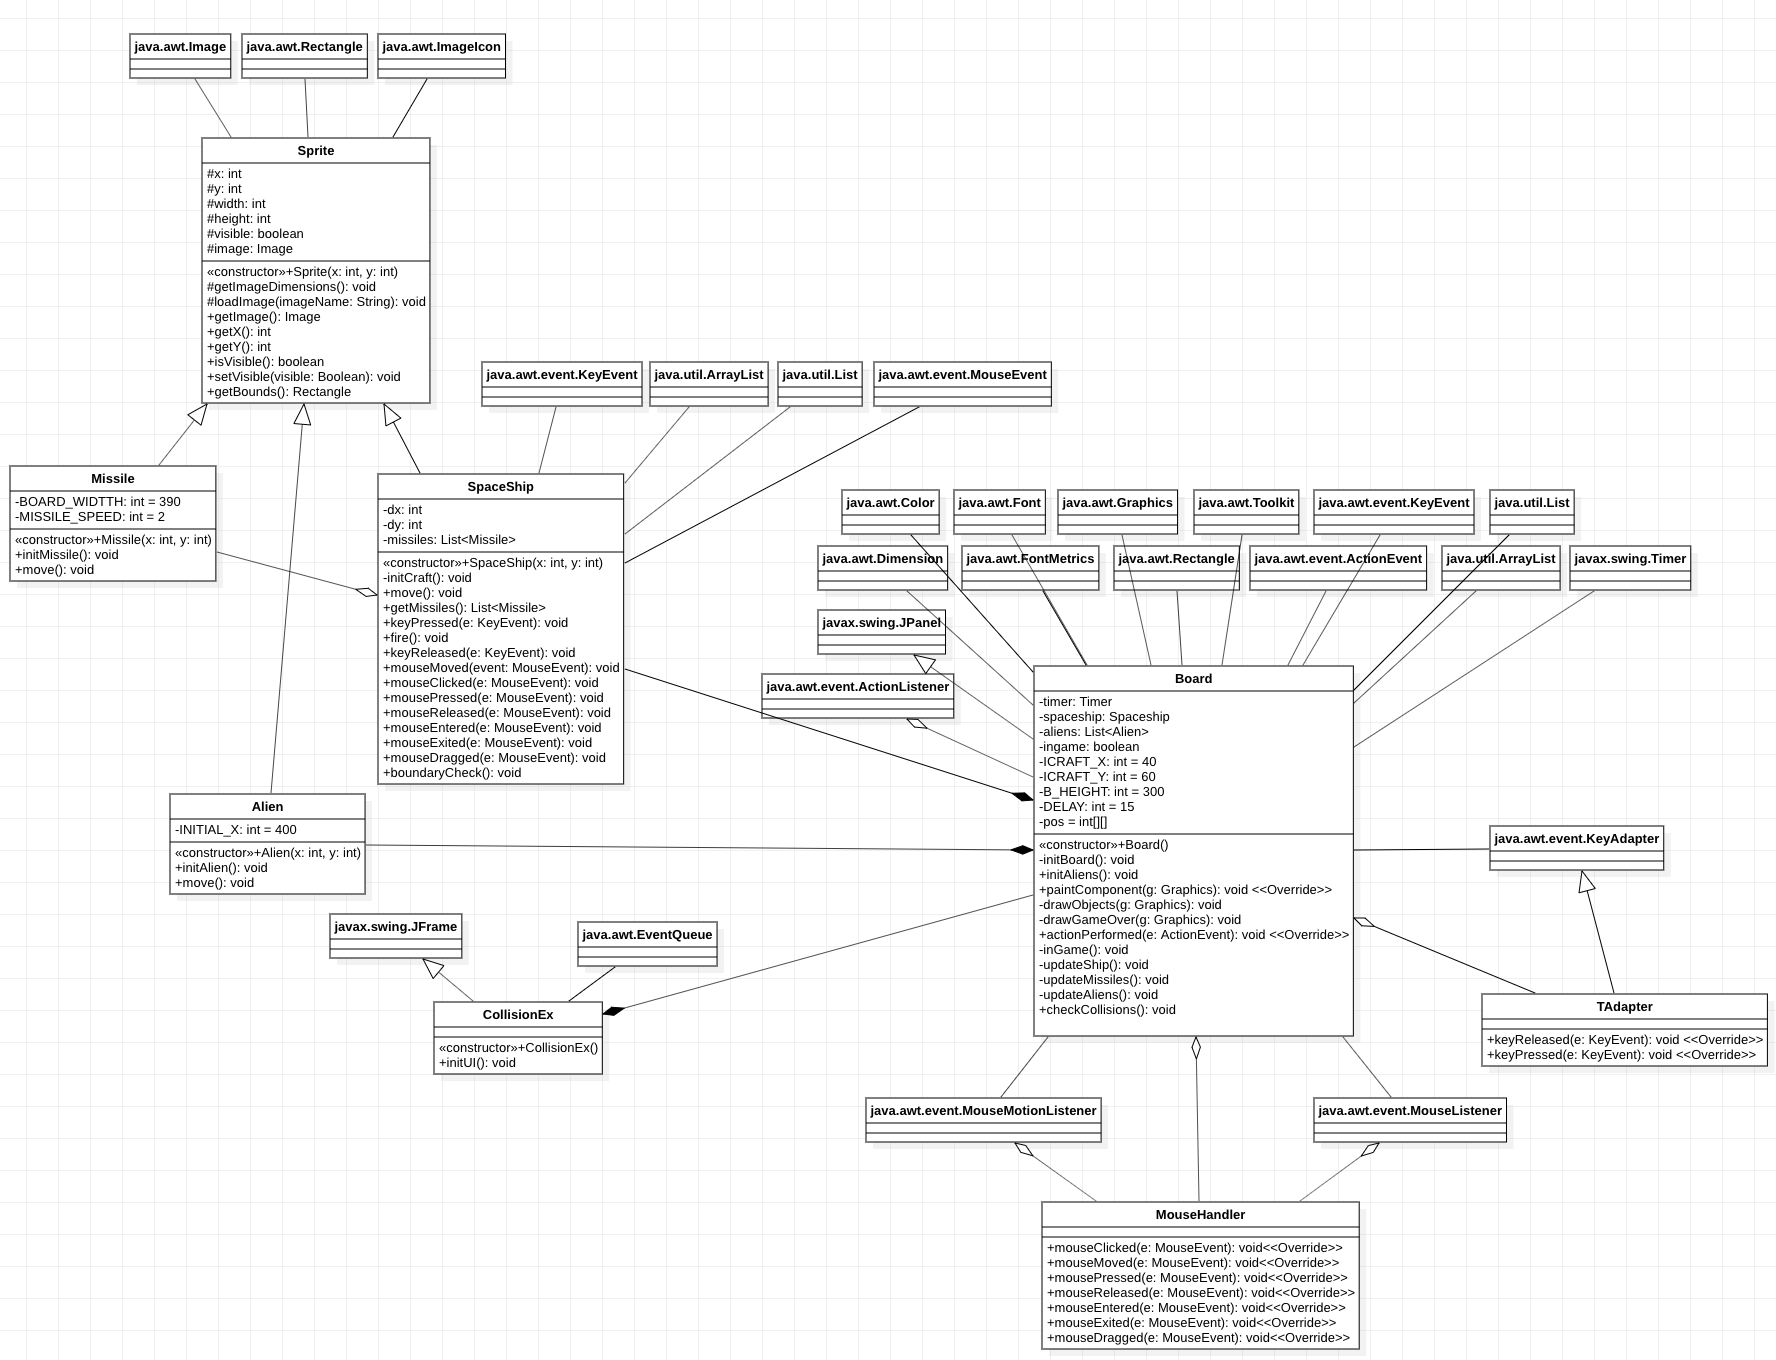 java.awt.Image
java.awt.Rectangle
java.awt.ImageIcon
Sprite
#x: int
#y: int
#width: int
#height: int
#visible: boolean
#image: Image
«constructor»+Sprite(x: int, y: int)
#getImageDimensions(): void
#loadImage(imageName: String): void
+getImage(): Image
+getX(): int
+getY(): int
+isVisible(): boolean
+setVisible(visible: Boolean): void
+getBounds(): Rectangle
java.awt.event.KeyEvent
java.util.ArrayList
java.util.List
java.awt.event.MouseEvent
Missile
-BOARD_WIDTTH: int = 390
-MISSILE_SPEED: int = 2
«constructor»+Missile(x: int, y: int)
+initMissile(): void
+move(): void
SpaceShip
-dx: int
-dy: int
-missiles: List<Missile>
«constructor»+SpaceShip(x: int, y: int)
-initCraft(): void
+move(): void
+getMissiles(): List<Missile>
+keyPressed(e: KeyEvent): void
+fire(): void
+keyReleased(e: KeyEvent): void
+mouseMoved(event: MouseEvent): void
+mouseClicked(e: MouseEvent): void
+mousePressed(e: MouseEvent): void
+mouseReleased(e: MouseEvent): void
+mouseEntered(e: MouseEvent): void
+mouseExited(e: MouseEvent): void
+mouseDragged(e: MouseEvent): void
+boundaryCheck(): void
java.awt.Color
java.awt.Font
java.awt.Graphics
java.awt.Toolkit
java.awt.event.KeyEvent
java.util.List
java.awt.Dimension
java.awt.FontMetrics
java.awt.Rectangle
java.awt.event.ActionEvent
java.util.ArrayList
javax.swing.Timer
javax.swing.JPanel
java.awt.event.ActionListener
Board
-timer: Timer
-spaceship: Spaceship
-aliens: List<Alien>
-ingame: boolean
-ICRAFT_X: int = 40
-ICRAFT_Y: int = 60
-B_HEIGHT: int = 300
-DELAY: int = 15
-pos = int[][]
«constructor»+Board()
-initBoard(): void
+initAliens(): void
+paintComponent(g: Graphics): void <<Override>>
-drawObjects(g: Graphics): void
-drawGameOver(g: Graphics): void
+actionPerformed(e: ActionEvent): void <<Override>>
-inGame(): void
-updateShip(): void
-updateMissiles(): void
-updateAliens(): void
+checkCollisions(): void
Alien
-INITIAL_X: int = 400
«constructor»+Alien(x: int, y: int)
+initAlien(): void
+move(): void
java.awt.event.KeyAdapter
javax.swing.JFrame
java.awt.EventQueue
CollisionEx
«constructor»+CollisionEx()
+initUI(): void
TAdapter
+keyReleased(e: KeyEvent): void <<Override>>
+keyPressed(e: KeyEvent): void <<Override>>
java.awt.event.MouseMotionListener
java.awt.event.MouseListener
MouseHandler
+mouseClicked(e: MouseEvent): void<<Override>>
+mouseMoved(e: MouseEvent): void<<Override>>
+mousePressed(e: MouseEvent): void<<Override>>
+mouseReleased(e: MouseEvent): void<<Override>>
+mouseEntered(e: MouseEvent): void<<Override>>
+mouseExited(e: MouseEvent): void<<Override>>
+mouseDragged(e: MouseEvent): void<<Override>>